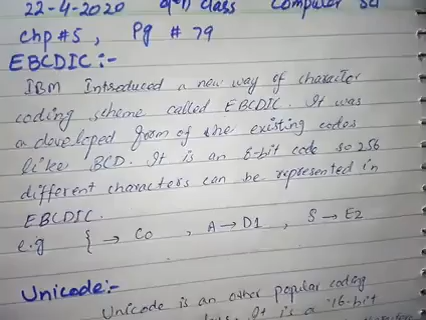 22-4-2020 9th class Computer Sci
Chp #5, Pg # 79
EBCDIC:-
IBM Introduced a new way of character
coding scheme called EBCDIC. It was
a developed from of the existing codes
like BCD. It is an 8-bit code so 256
different characters can be represented in
EBCDIC.
e.g { → C0 , A → D1 , S → E2
Unicode:-
Unicode is an other popular coding
It is a 16-bit